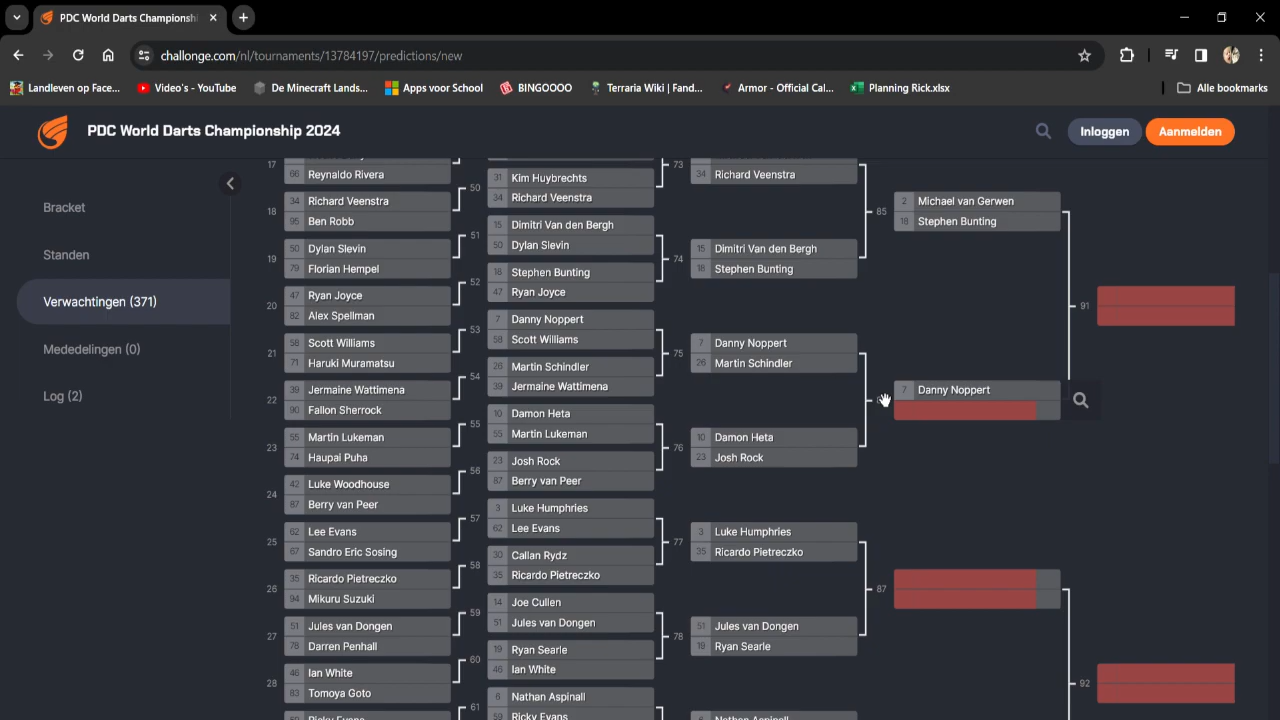 PDC World Darts Championshi
challonge.com/nl/tournaments/13784197/predictions/new
Landleven op Face...
Video's - YouTube
De Minecraft Lands...
Apps voor School
BINGOOOO
Terraria Wiki | Fand...
Armor - Official Cal...
Planning Rick.xlsx
All bookmarks
PDC World Darts Championship 2024
Inloggen
Aanmelden
Bracket
Standen
Verwachtingen (371)
Mededelingen (0)
Log (2)
17
66 Reynaldo Rivera
18
34 Richard Veenstra
95 Ben Robb
19
50 Dylan Slevin
79 Florian Hempel
20
47 Ryan Joyce
82 Alex Spellman
21
58 Scott Williams
71 Haruki Muramatsu
22
39 Jermaine Wattimena
90 Fallon Sherrock
23
55 Martin Lukeman
74 Haupai Puha
24
42 Luke Woodhouse
87 Berry van Peer
25
62 Lee Evans
67 Sandro Eric Sosing
26
35 Ricardo Pietreczko
94 Mikuru Suzuki
27
51 Jules van Dongen
78 Darren Penhall
28
46 Ian White
83 Tomoya Goto
50
31 Kim Huybrechts
34 Richard Veenstra
51
15 Dimitri Van den Bergh
50 Dylan Slevin
52
18 Stephen Bunting
47 Ryan Joyce
53
7 Danny Noppert
58 Scott Williams
54
26 Martin Schindler
39 Jermaine Wattimena
55
10 Damon Heta
55 Martin Lukeman
56
23 Josh Rock
87 Berry van Peer
57
3 Luke Humphries
62 Lee Evans
58
30 Callan Rydz
35 Ricardo Pietreczko
59
14 Joe Cullen
51 Jules van Dongen
60
19 Ryan Searle
46 Ian White
61
6 Nathan Aspinall
59 Ricky Evans
73
34 Richard Veenstra
74
15 Dimitri Van den Bergh
18 Stephen Bunting
75
7 Danny Noppert
26 Martin Schindler
76
10 Damon Heta
23 Josh Rock
77
3 Luke Humphries
35 Ricardo Pietreczko
78
51 Jules van Dongen
19 Ryan Searle
Nathan Aspinall
85
2 Michael van Gerwen
18 Stephen Bunting
7 Danny Noppert
87
91
92